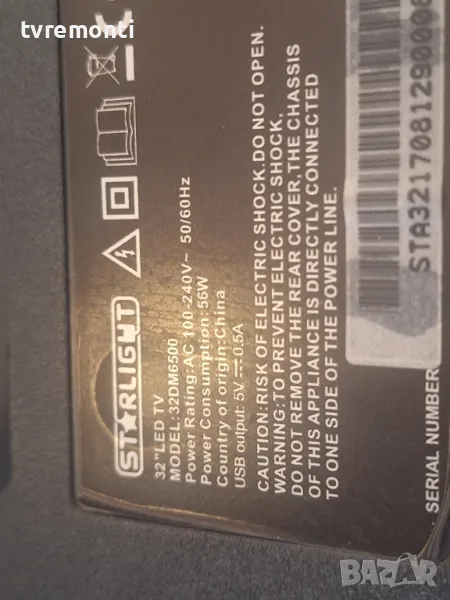 tvremonti
STARLIGHT
32"LED TV
MODEL:32DM6500
Power Rating:AC 100-240V~ 50/60Hz
Power Consumption:56W
Country of origin:China
USB output: 5V⎓0.5A
CAUTION:RISK OF ELECTRIC SHOCK.DO NOT OPEN.
WARNING:TO PREVENT ELECTRIC SHOCK,
DO NOT REMOVE THE REAR COVER,THE CHASSIS
OF THIS APPLIANCE IS DIRECTLY CONNECTED
TO ONE SIDE OF THE POWER LINE.
STA3217081290008
SERIAL NUMBER
BAZAR